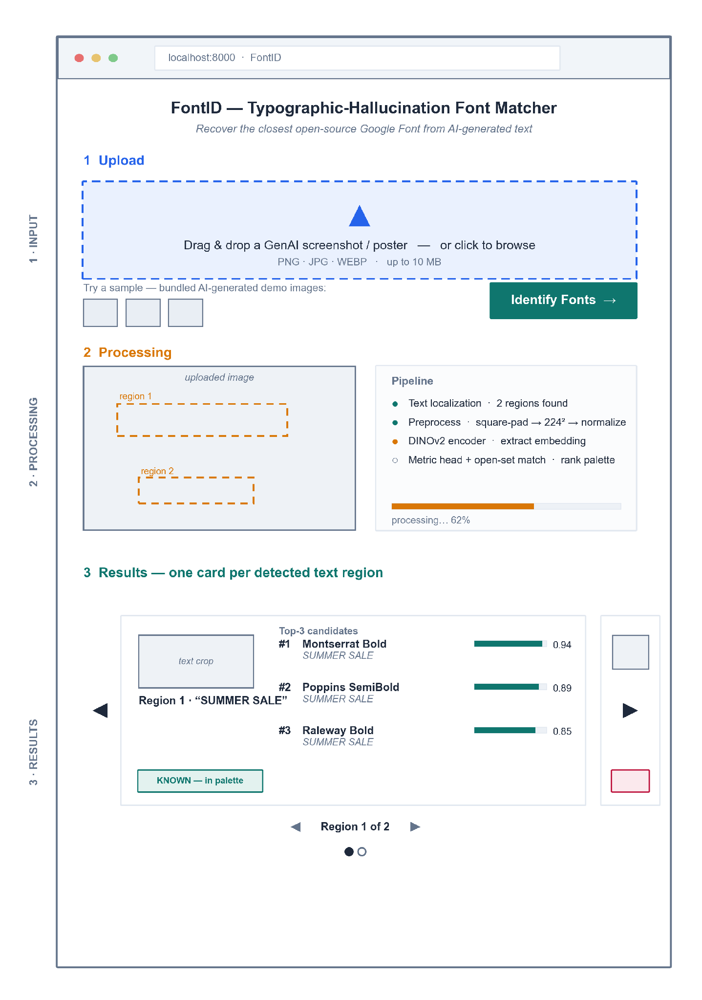 localhost:8000 · FontID
FontID — Typographic-Hallucination Font Matcher
Recover the closest open-source Google Font from AI-generated text
1 · INPUT
1 Upload
Drag & drop a GenAI screenshot / poster — or click to browse
PNG · JPG · WEBP · up to 10 MB
Try a sample — bundled AI-generated demo images:
Identify Fonts →
2 · PROCESSING
2 Processing
uploaded image
region 1
region 2
Pipeline
Text localization · 2 regions found
Preprocess · square-pad → 224² → normalize
DINOv2 encoder · extract embedding
Metric head + open-set match · rank palette
processing… 62%
3 · RESULTS
3 Results — one card per detected text region
text crop
Region 1 · “SUMMER SALE”
KNOWN — in palette
Top-3 candidates
#1 Montserrat Bold 0.94
SUMMER SALE
#2 Poppins SemiBold 0.89
SUMMER SALE
#3 Raleway Bold 0.85
SUMMER SALE
Region 1 of 2